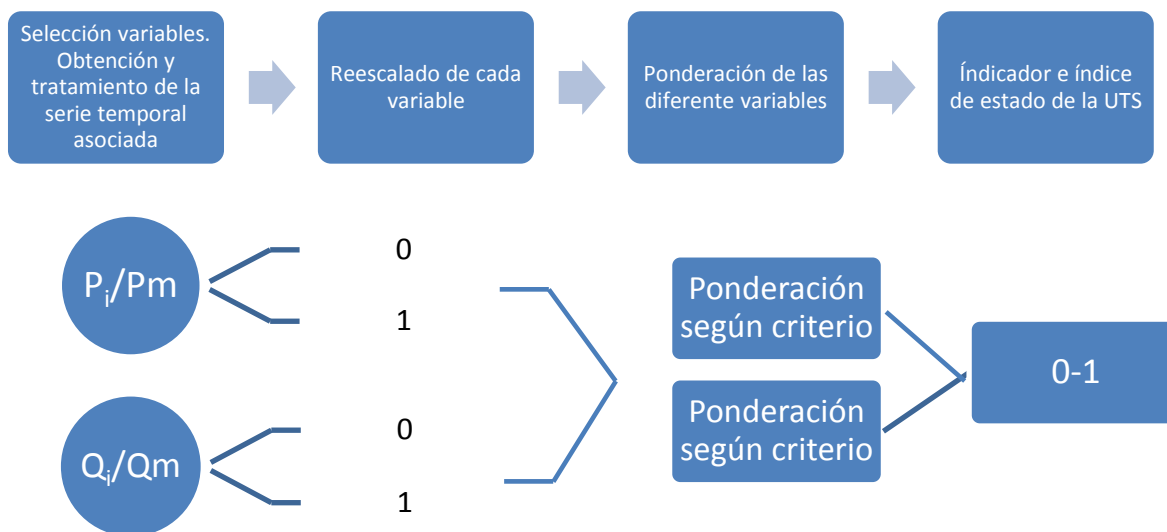 Selección variables.
Obtención y
tratamiento de la
serie temporal
asociada
Reescalado de cada
variable
Ponderación de las
diferente variables
Índicador e índice
de estado de la UTS
Pi/Pm
0
1
Qi/Qm
0
1
Ponderación
según criterio
Ponderación
según criterio
0-1